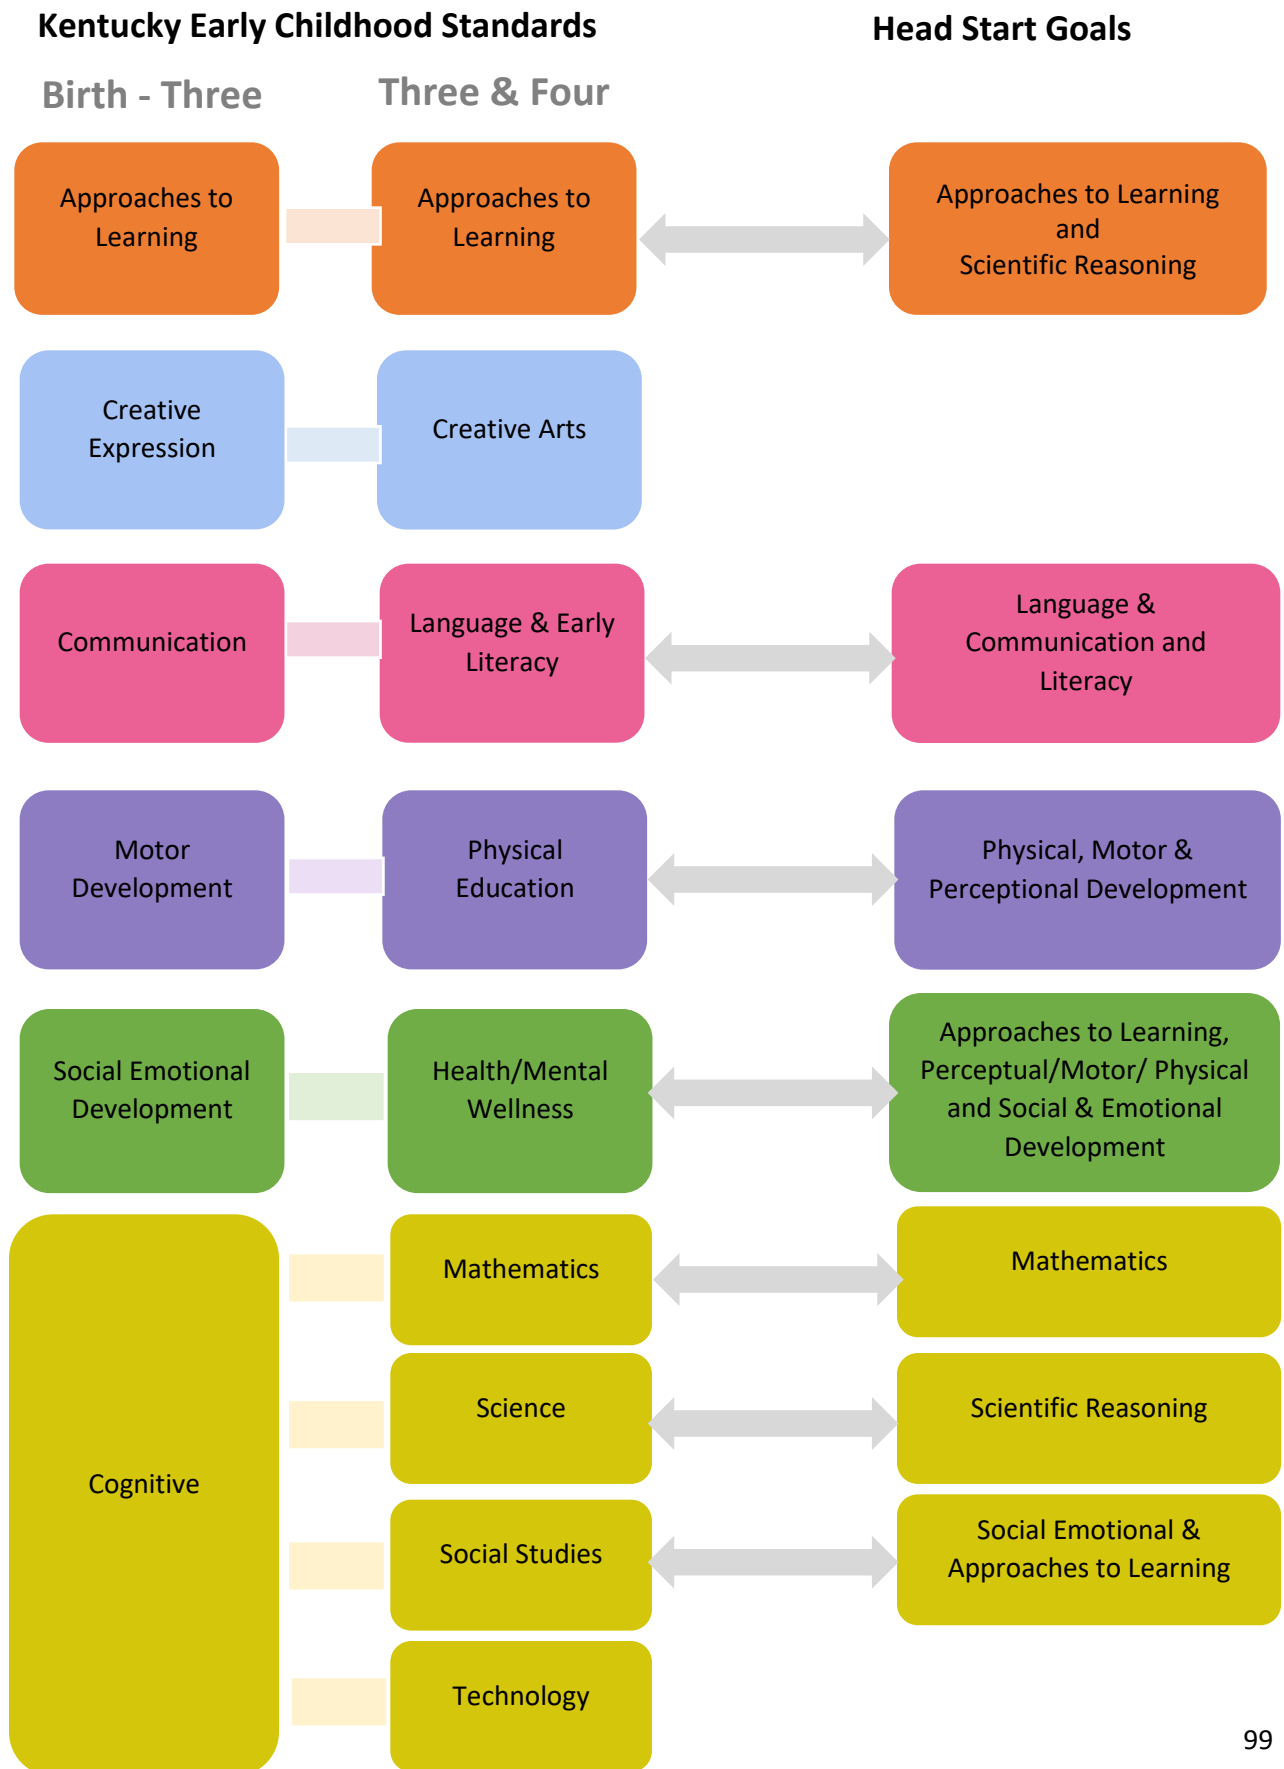 Kentucky Early Childhood Standards
Head Start Goals
Birth - Three
Three & Four
Approaches to
Learning
Approaches to
Learning
Approaches to Learning
and
Scientific Reasoning
Creative
Expression
Creative Arts
Communication
Language & Early
Literacy
Language &
Communication and
Literacy
Motor
Development
Physical
Education
Physical, Motor &
Perceptional Development
Social Emotional
Development
Health/Mental
Wellness
Approaches to Learning,
Perceptual/Motor/ Physical
and Social & Emotional
Development
Cognitive
Mathematics
Mathematics
Science
Scientific Reasoning
Social Studies
Social Emotional &
Approaches to Learning
Technology
99